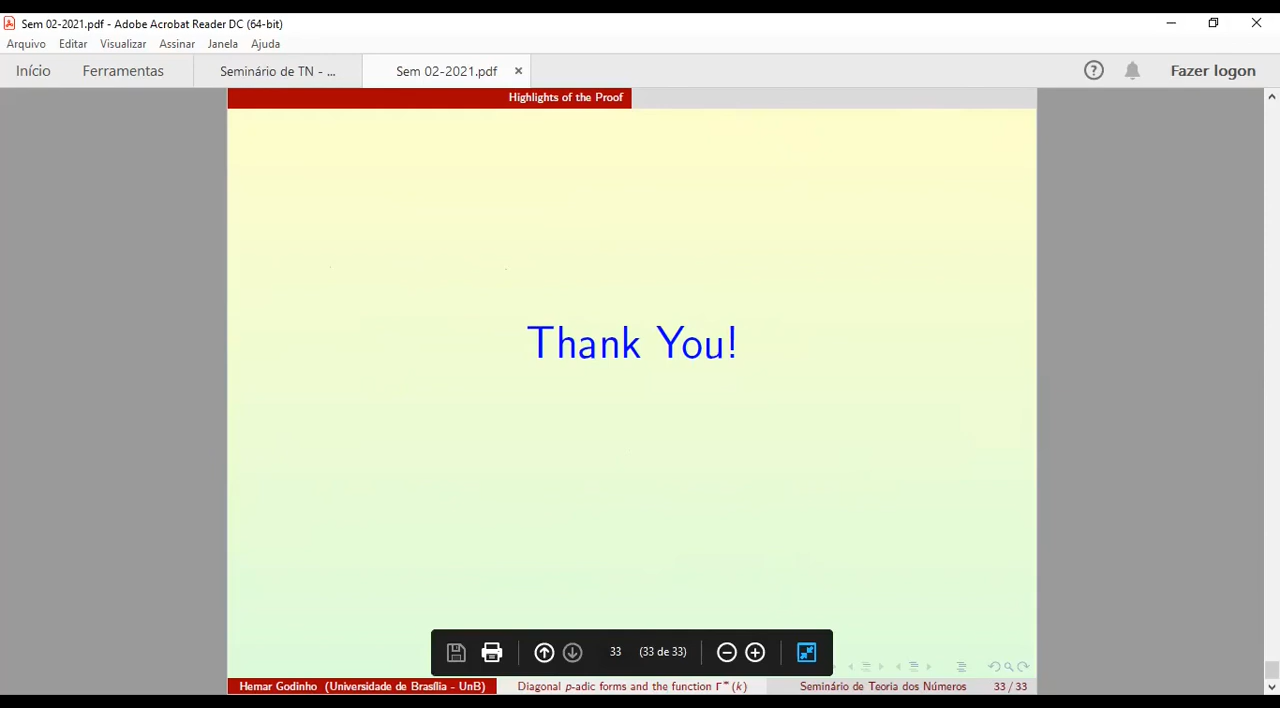 Sem 02-2021.pdf - Adobe Acrobat Reader DC (64-bit)
Arquivo Editar Visualizar Assinar Janela Ajuda
Início Ferramentas Seminário de TN - ... Sem 02-2021.pdf × Fazer logon
Highlights of the Proof
Thank You!
33 (33 de 33)
Hemar Godinho (Universidade de Brasília - UnB) Diagonal p-adic forms and the function Γ*(k) Seminário de Teoria dos Números 33 / 33